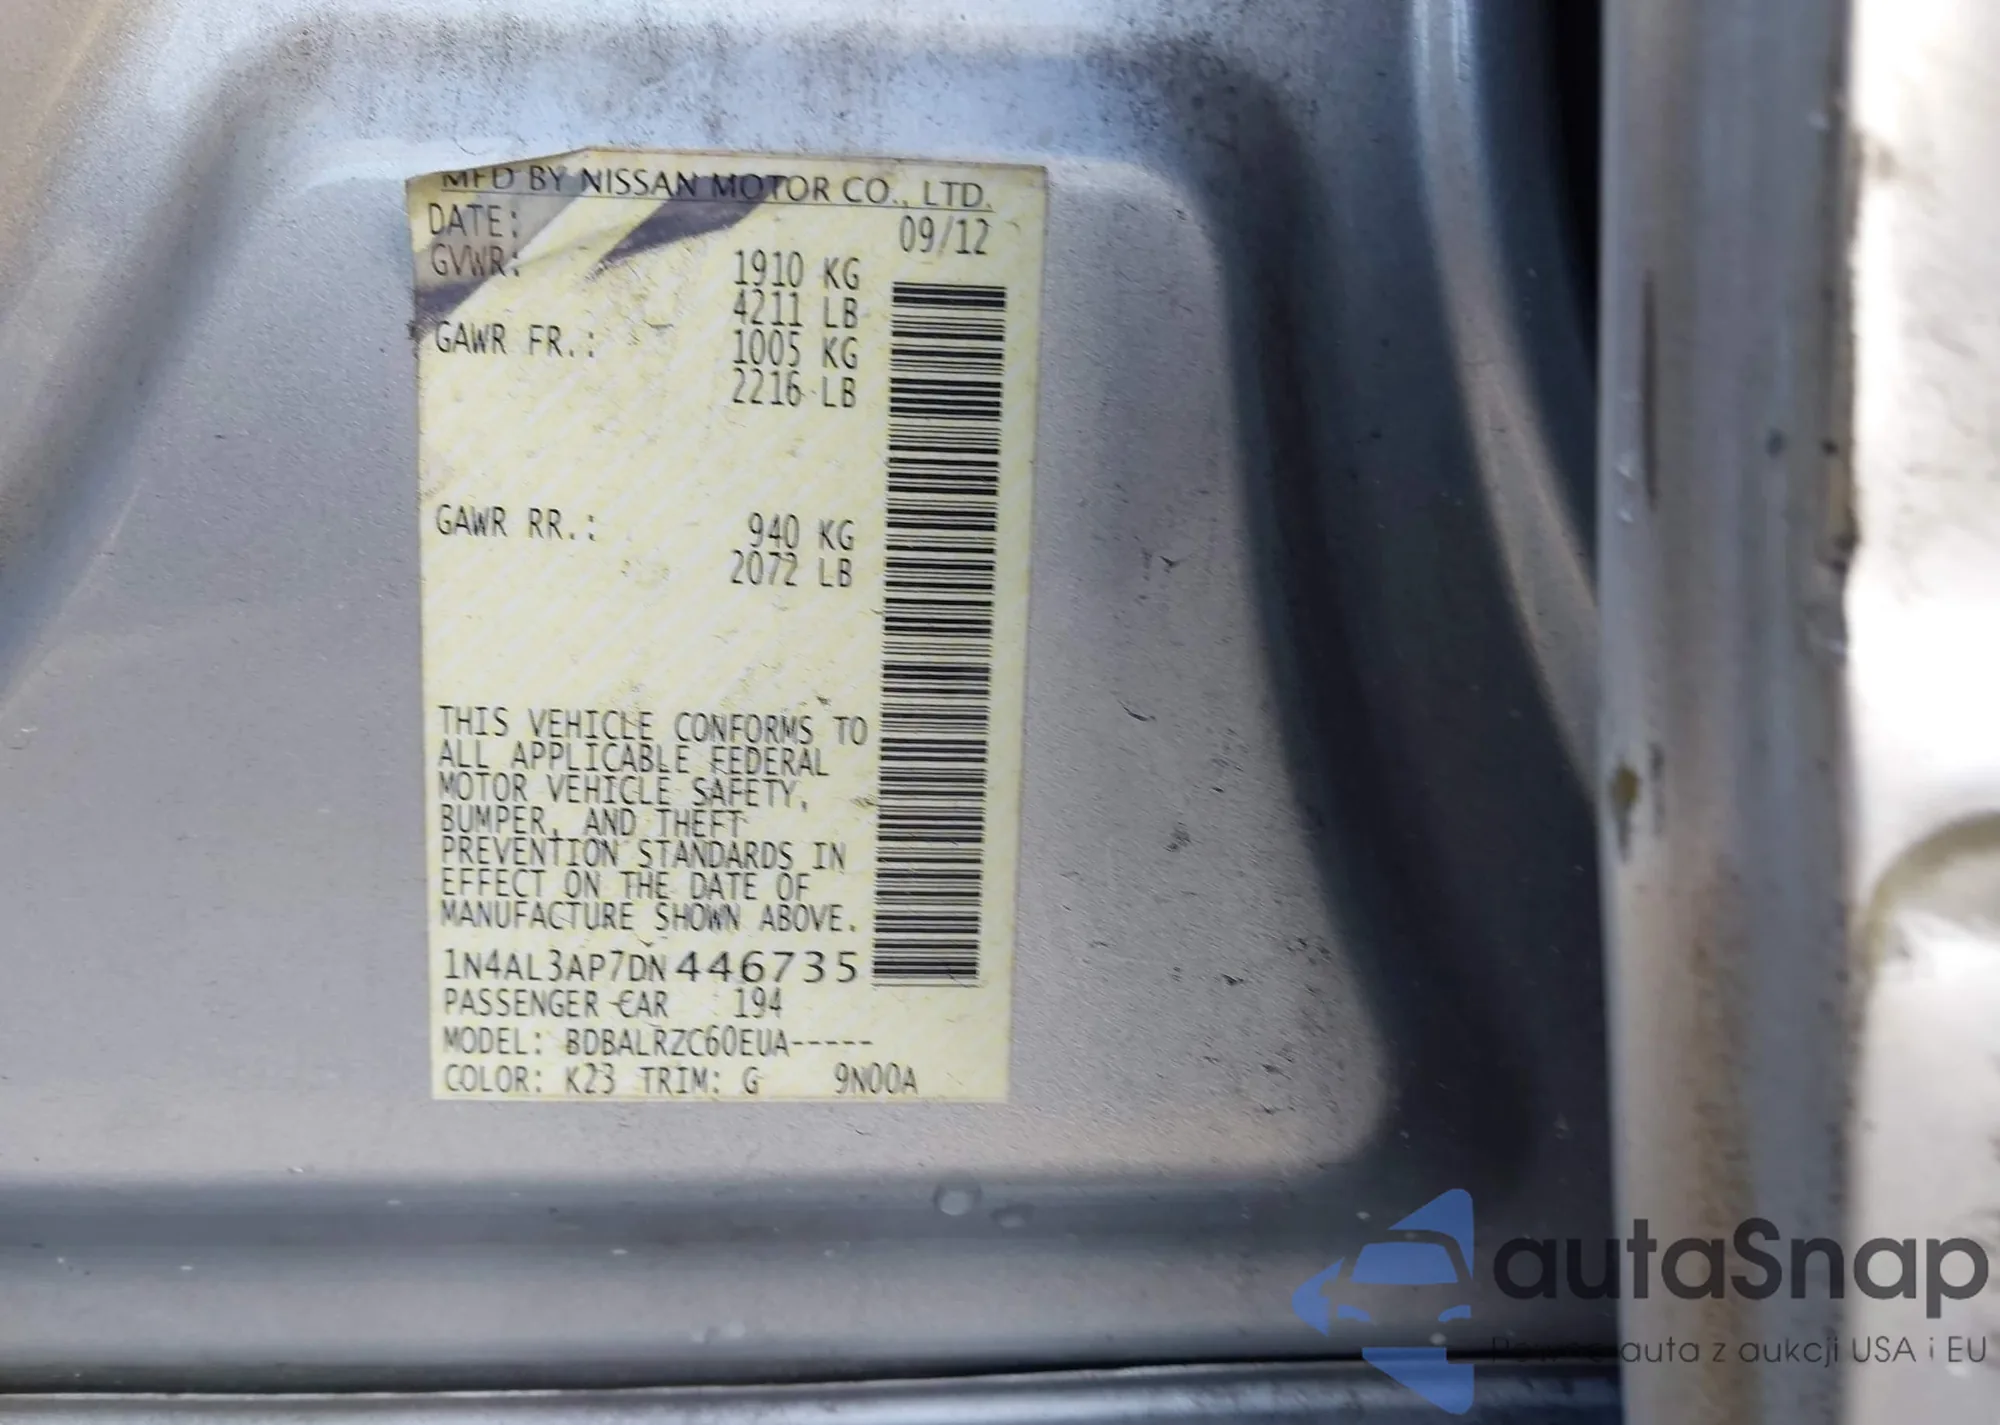 MFD BY NISSAN MOTOR CO., LTD.
DATE: 09/12
GVWR: 1910 KG
4211 LB
GAWR FR.: 1005 KG
2216 LB
GAWR RR.: 940 KG
2072 LB
THIS VEHICLE CONFORMS TO
ALL APPLICABLE FEDERAL
MOTOR VEHICLE SAFETY,
BUMPER, AND THEFT
PREVENTION STANDARDS IN
EFFECT ON THE DATE OF
MANUFACTURE SHOWN ABOVE.
1N4AL3AP7DN446735
PASSENGER CAR 194
MODEL: BDBALRZC60EUA-----
COLOR: K23 TRIM: G 9N00A
autaSnap
auta z aukcji USA i EU